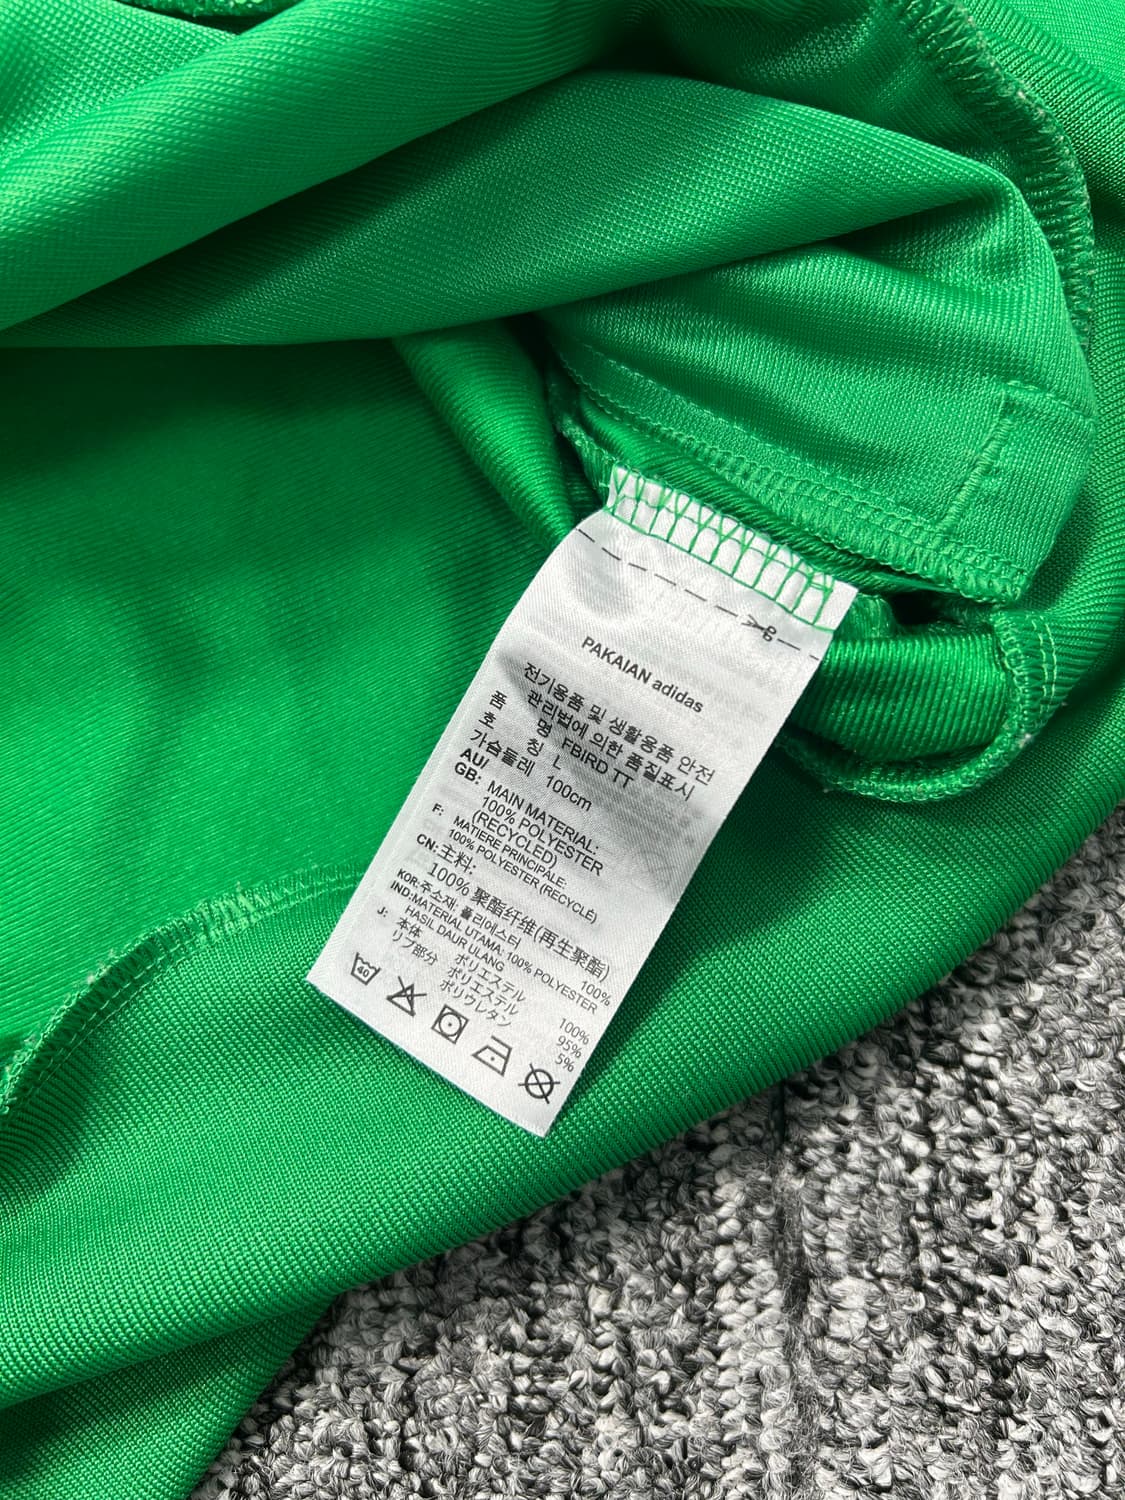 PAKAIAN adidas
전기용품 및 생활용품 안전
관리법에 의한 품질표시
품 명 FBIRD TT
호 칭 L
가슴둘레 100cm
AU/
GB: MAIN MATERIAL:
100% POLYESTER
(RECYCLED)
F: MATIERE PRINCIPALE:
100% POLYESTER (RECYCLÉ)
CN:主料:
100% 聚酯纤维(再生聚酯)
KOR:주소재: 폴리에스터 100%
IND:MATERIAL UTAMA: 100% POLYESTER
HASIL DAUR ULANG
J: 本体 ポリエステル 100%
リブ部分 ポリエステル 95%
ポリウレタン 5%
40